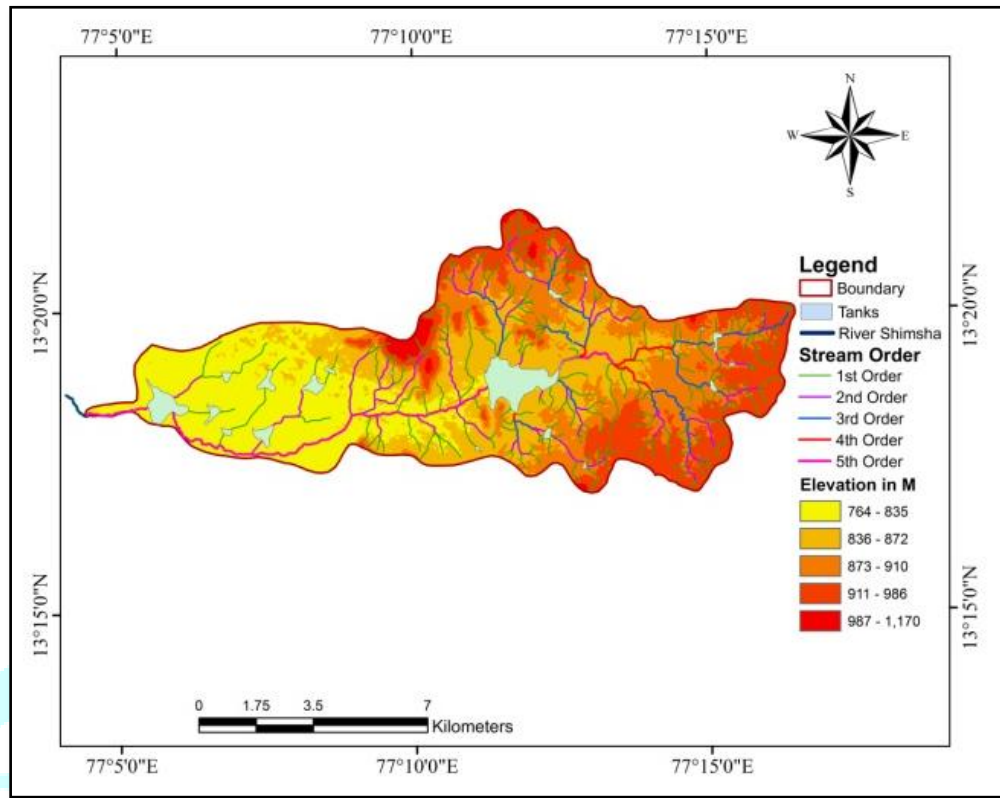 77°5'0"E 77°10'0"E 77°15'0"E
N
W E
S
13°20'0"N
13°20'0"N
Legend
Boundary
Tanks
River Shimsha
Stream Order
1st Order
2nd Order
3rd Order
4th Order
5th Order
Elevation in M
764 - 835
836 - 872
873 - 910
911 - 986
987 - 1,170
13°15'0"N
13°15'0"N
0 1.75 3.5 7
Kilometers
77°5'0"E 77°10'0"E 77°15'0"E